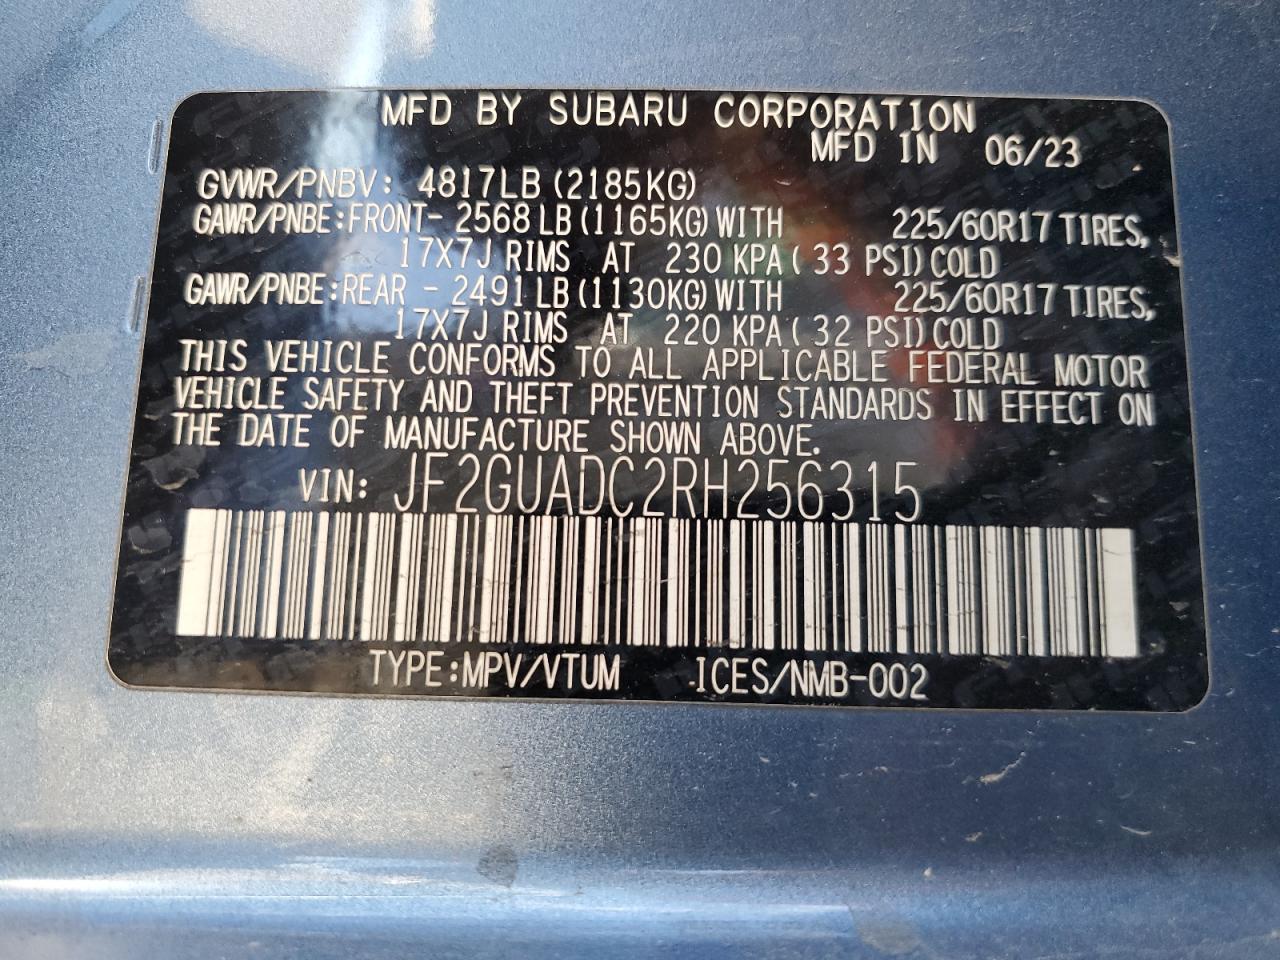 MFD BY SUBARU CORPORATION
MFD IN 06/23
GVWR/PNBV: 4817LB (2185KG)
GAWR/PNBE:FRONT- 2568 LB (1165KG) WITH 225/60R17 TIRES,
17X7J RIMS AT 230 KPA ( 33 PSI) COLD
GAWR/PNBE:REAR - 2491 LB (1130KG) WITH 225/60R17 TIRES,
17X7J RIMS AT 220 KPA ( 32 PSI) COLD
THIS VEHICLE CONFORMS TO ALL APPLICABLE FEDERAL MOTOR
VEHICLE SAFETY AND THEFT PREVENTION STANDARDS IN EFFECT ON
THE DATE OF MANUFACTURE SHOWN ABOVE.
VIN: JF2GUADC2RH256315
TYPE:MPV/VTUM ICES/NMB-002